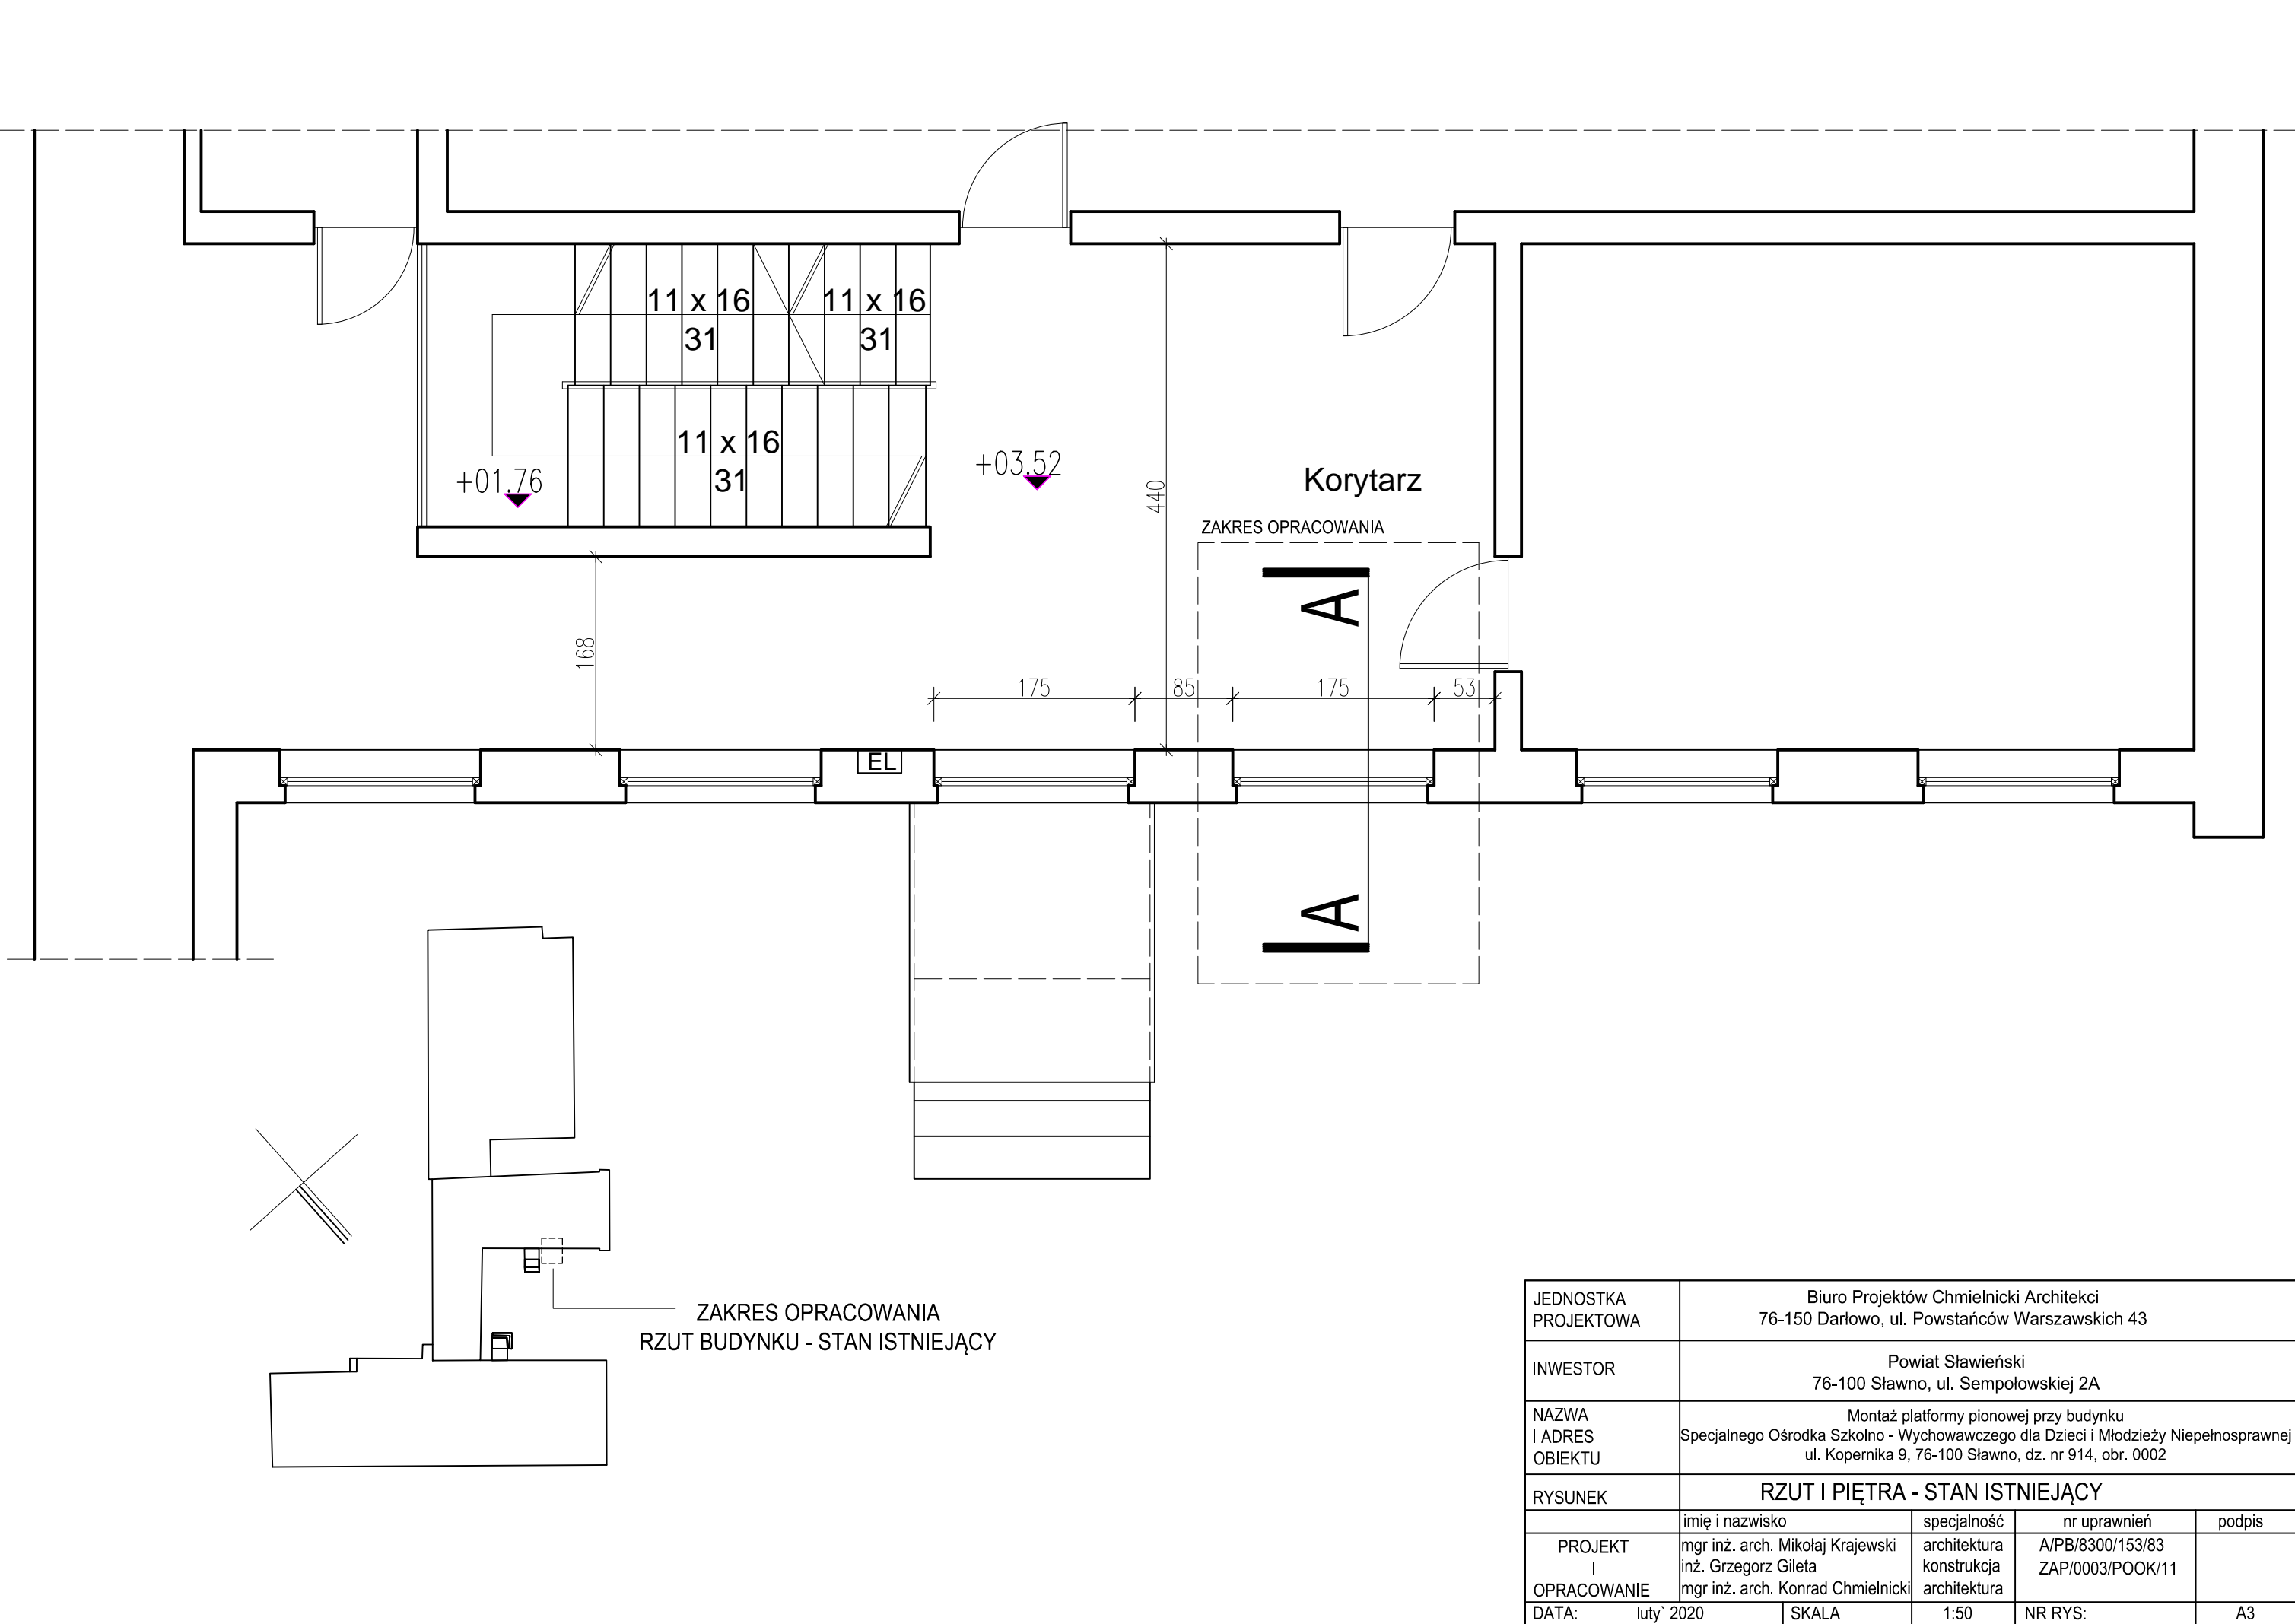 11 x 16
31
11 x 16
31
11 x 16
31
+01.76
+03.52
Korytarz
440
ZAKRES OPRACOWANIA
A
168
175
85
175
53
EL
A
ZAKRES OPRACOWANIA
RZUT BUDYNKU - STAN ISTNIEJĄCY
JEDNOSTKA
PROJEKTOWA
Biuro Projektów Chmielnicki Architekci
76-150 Darłowo, ul. Powstańców Warszawskich 43
INWESTOR
Powiat Sławieński
76-100 Sławno, ul. Sempołowskiej 2A
NAZWA
I ADRES
OBIEKTU
Montaż platformy pionowej przy budynku
Specjalnego Ośrodka Szkolno - Wychowawczego dla Dzieci i Młodzieży Niepełnosprawnej
ul. Kopernika 9, 76-100 Sławno, dz. nr 914, obr. 0002
RYSUNEK
RZUT I PIĘTRA - STAN ISTNIEJĄCY
imię i nazwisko specjalność nr uprawnień podpis
PROJEKT
I
OPRACOWANIE
mgr inż. arch. Mikołaj Krajewski architektura A/PB/8300/153/83
inż. Grzegorz Gileta konstrukcja ZAP/0003/POOK/11
mgr inż. arch. Konrad Chmielnicki architektura
DATA: luty` 2020 SKALA 1:50 NR RYS: A3